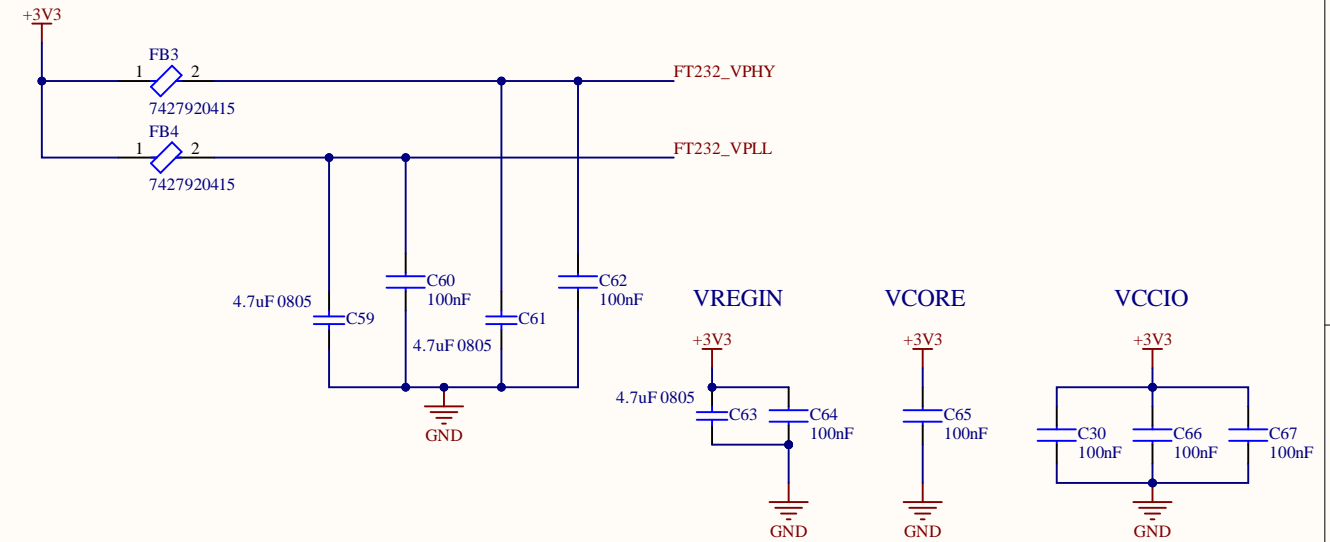 +3V3
FB3
1 2
7427920415
FT232_VPHY
FB4
1 2
7427920415
FT232_VPLL
4.7uF 0805
C59
C60
100nF
4.7uF 0805
C61
C62
100nF
GND
VREGIN
+3V3
4.7uF 0805
C63
C64
100nF
GND
VCORE
+3V3
C65
100nF
GND
VCCIO
+3V3
C30
100nF
C66
100nF
C67
100nF
GND